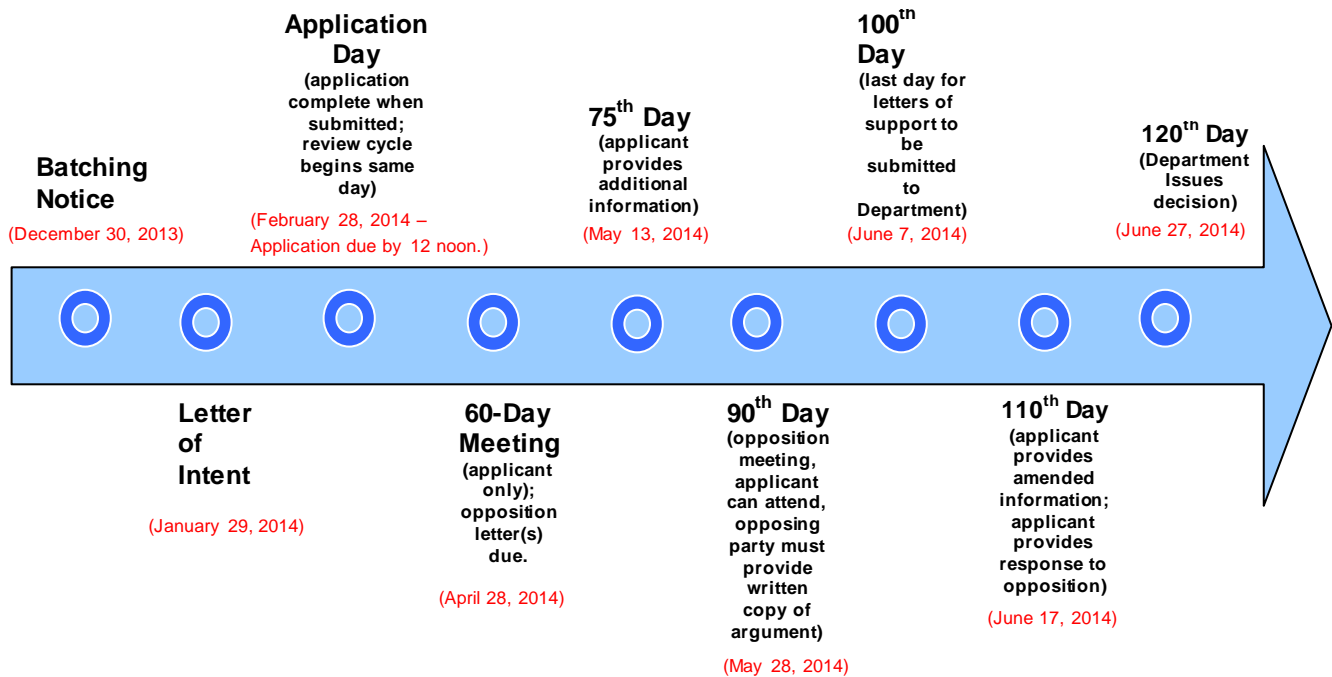 Batching
Notice
(December 30, 2013)
Letter
of
Intent
(January 29, 2014)
Application
Day
(application
complete when
submitted;
review cycle
begins same
day)
(February 28, 2014 –
Application due by 12 noon.)
60-Day
Meeting
(applicant
only);
opposition
letter(s)
due.
(April 28, 2014)
75th Day
(applicant
provides
additional
information)
(May 13, 2014)
90th Day
(opposition
meeting,
applicant
can attend,
opposing
party must
provide
written
copy of
argument)
(May 28, 2014)
100th
Day
(last day for
letters of
support to
be
submitted
to
Department)
(June 7, 2014)
110th Day
(applicant
provides
amended
information;
applicant
provides
response to
opposition)
(June 17, 2014)
120th Day
(Department
Issues
decision)
(June 27, 2014)